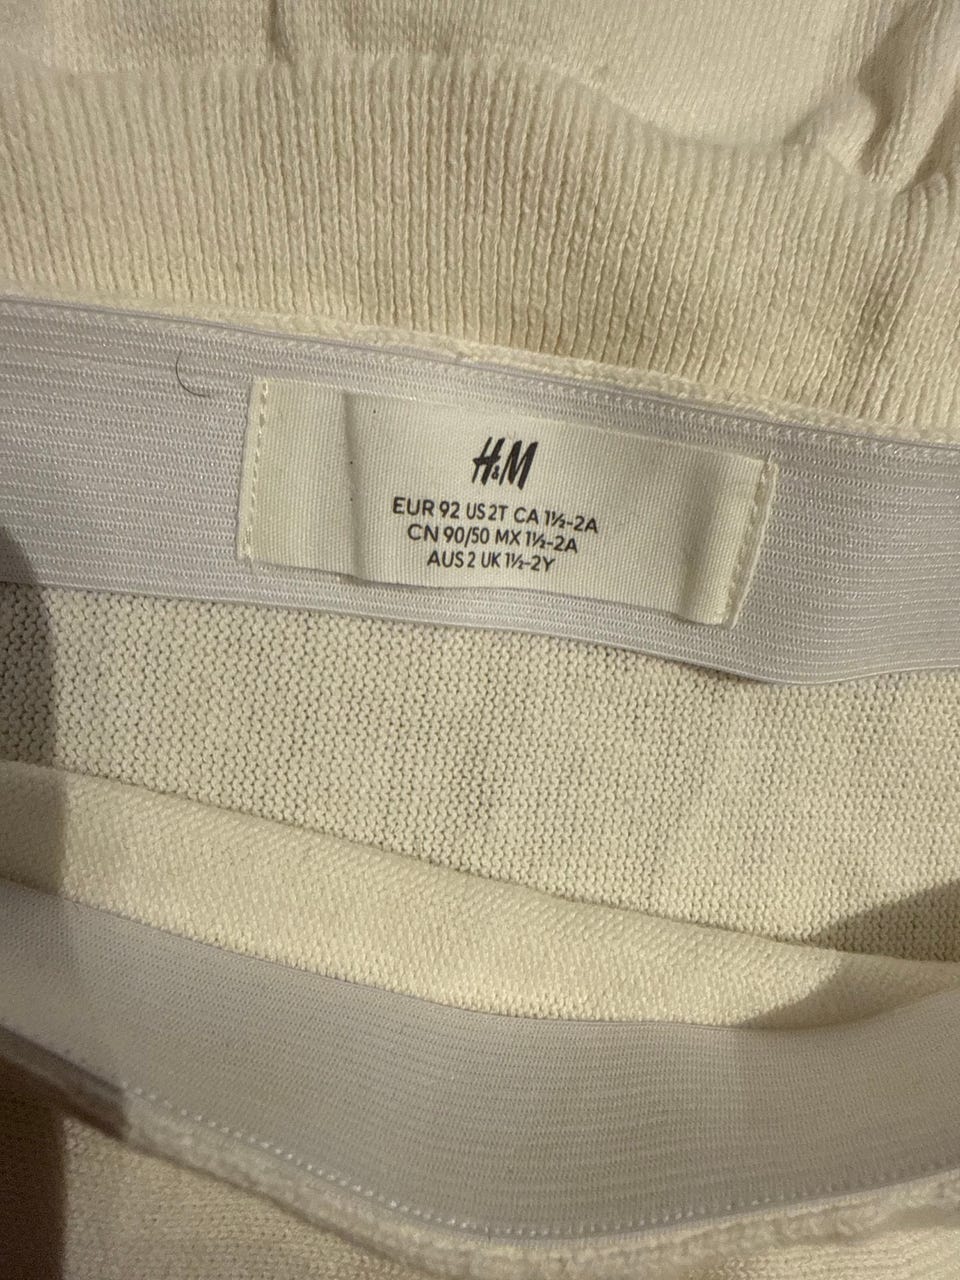 H&M
EUR 92 US 2T CA 1½-2A
CN 90/50 MX 1½-2A
AUS 2 UK 1½-2Y